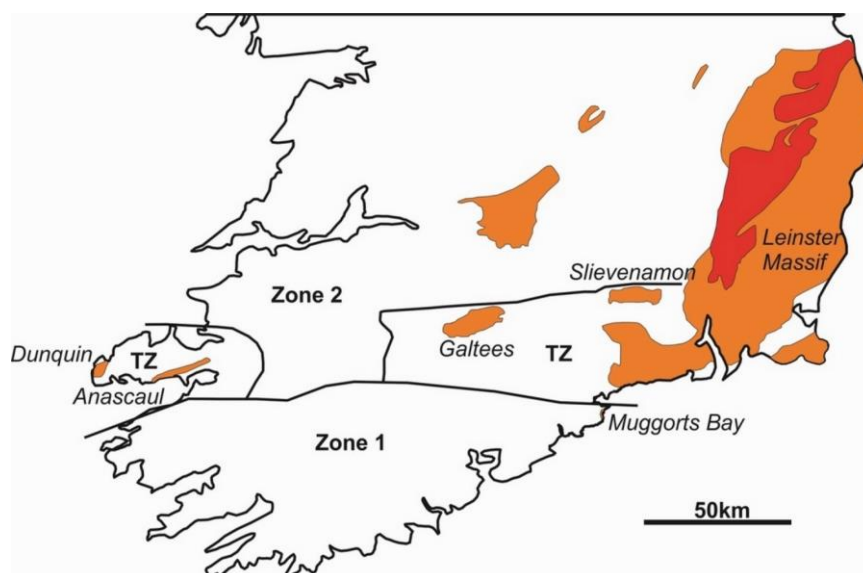 Leinster
Massif
Slievenamon
Zone 2
Dunquin
TZ
Galtees
TZ
Anascaul
Muggorts Bay
Zone 1
50km